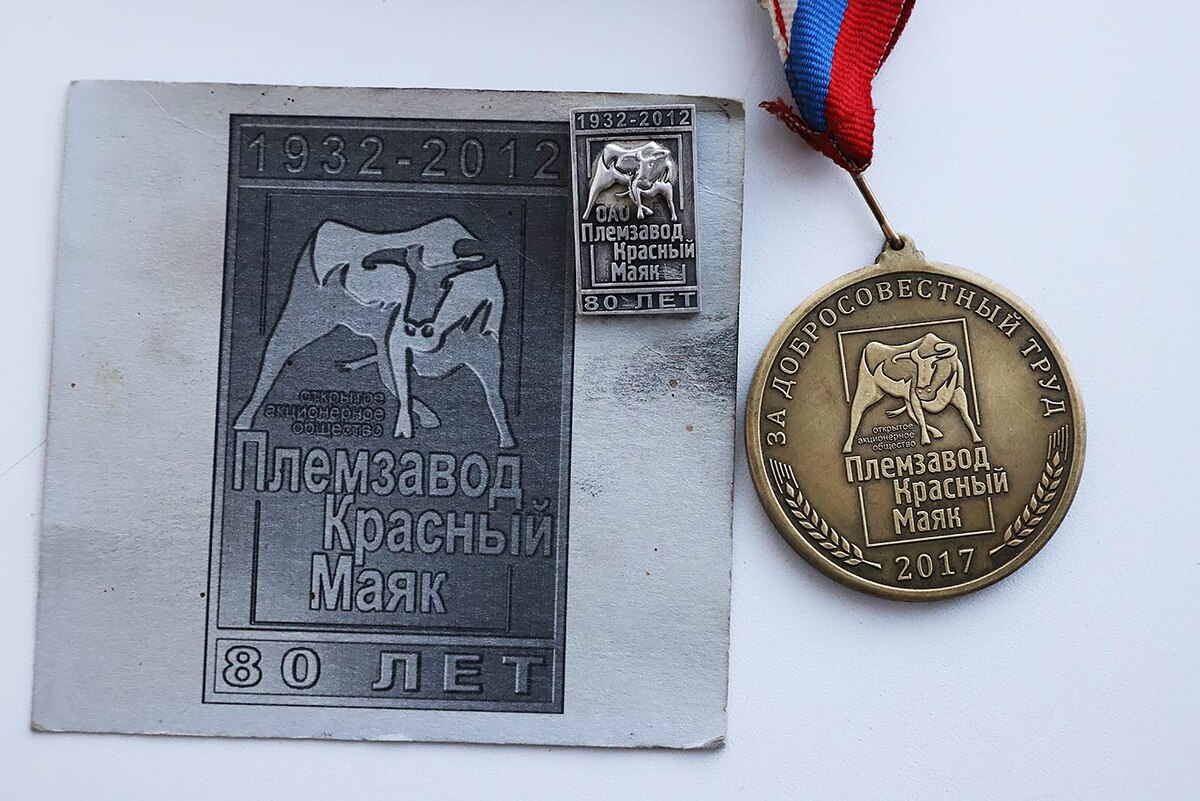 1932-2012
открытое
акционерное
общество
Племзавод
Красный
Маяк
80 ЛЕТ
1932-2012
ОАО
Племзавод
Красный
Маяк
80 ЛЕТ
ЗА ДОБРОСОВЕСТНЫЙ ТРУД
открытое
акционерное
общество
Племзавод
Красный
Маяк
2017